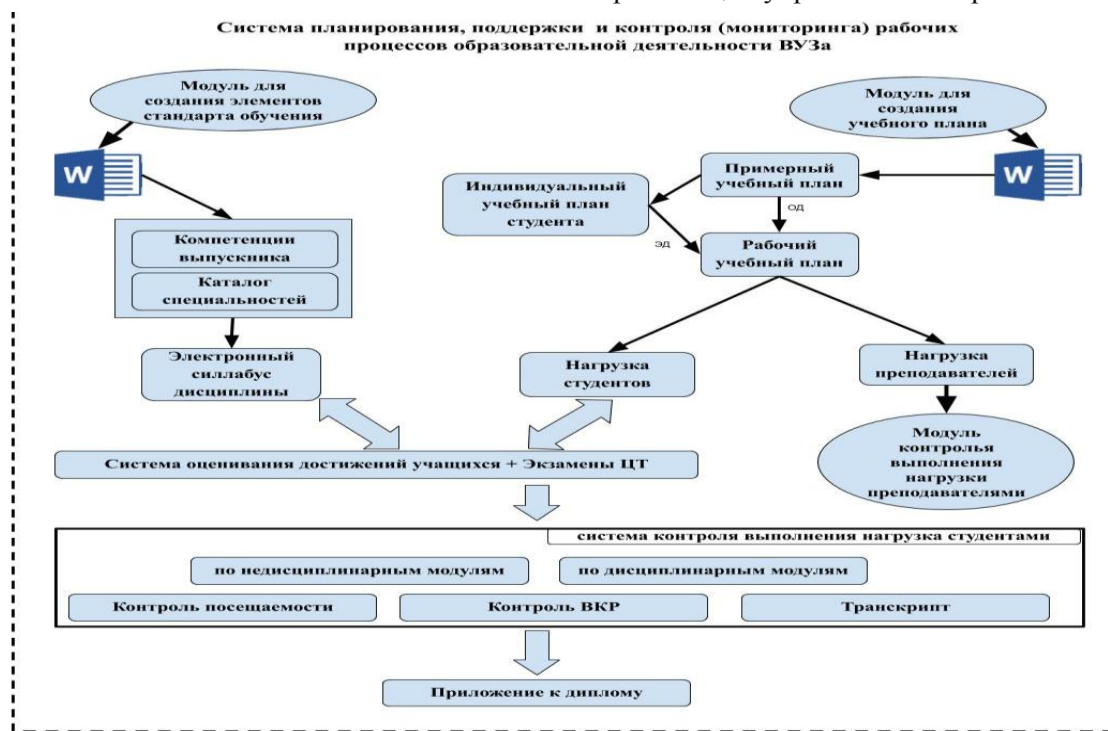 Система планирования, поддержки и контроля (мониторинга) рабочих
процессов образовательной деятельности ВУЗа
Модуль для
создания элементов
стандарта обучения
Модуль для
создания
учебного плана
W
W
Индивидуальный
учебный план
студента
Примерный
учебный план
ОД
ЭД
Рабочий
учебный план
Компетенции
выпускника
Каталог
специальностей
Электронный
силлабус
дисциплины
Нагрузка
студентов
Нагрузка
преподавателей
Модуль
контролья
выполнения
нагрузки
преподавателями
Система оценивания достижений учащихся + Экзамены ЦТ
система контроля выполнения нагрузка студентами
по недисциплинарным модулям
по дисциплинарным модулям
Контроль посещаемости
Контроль ВКР
Транскрипт
Приложение к диплому